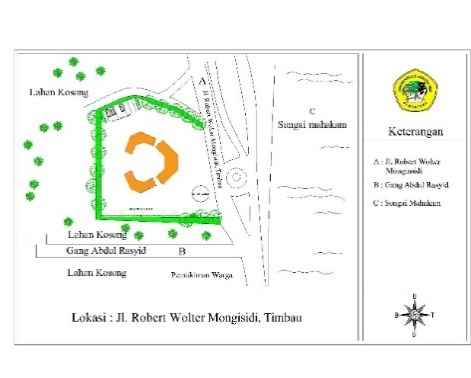 Lahan Kosong
A
Jl. Robert Wolter Mongisidi, Timbau
C
Sungai mahakam
Lahan Kosong
Gang Abdul Rasyid B
Lahan Kosong
Pemukiman Warga
Lokasi : Jl. Robert Wolter Mongisidi, Timbau
Keterangan
A : Jl. Robert Wolter
Mongisidi
B : Gang Abdul Rasyid
C : Sungai Mahakam
U
B T
S